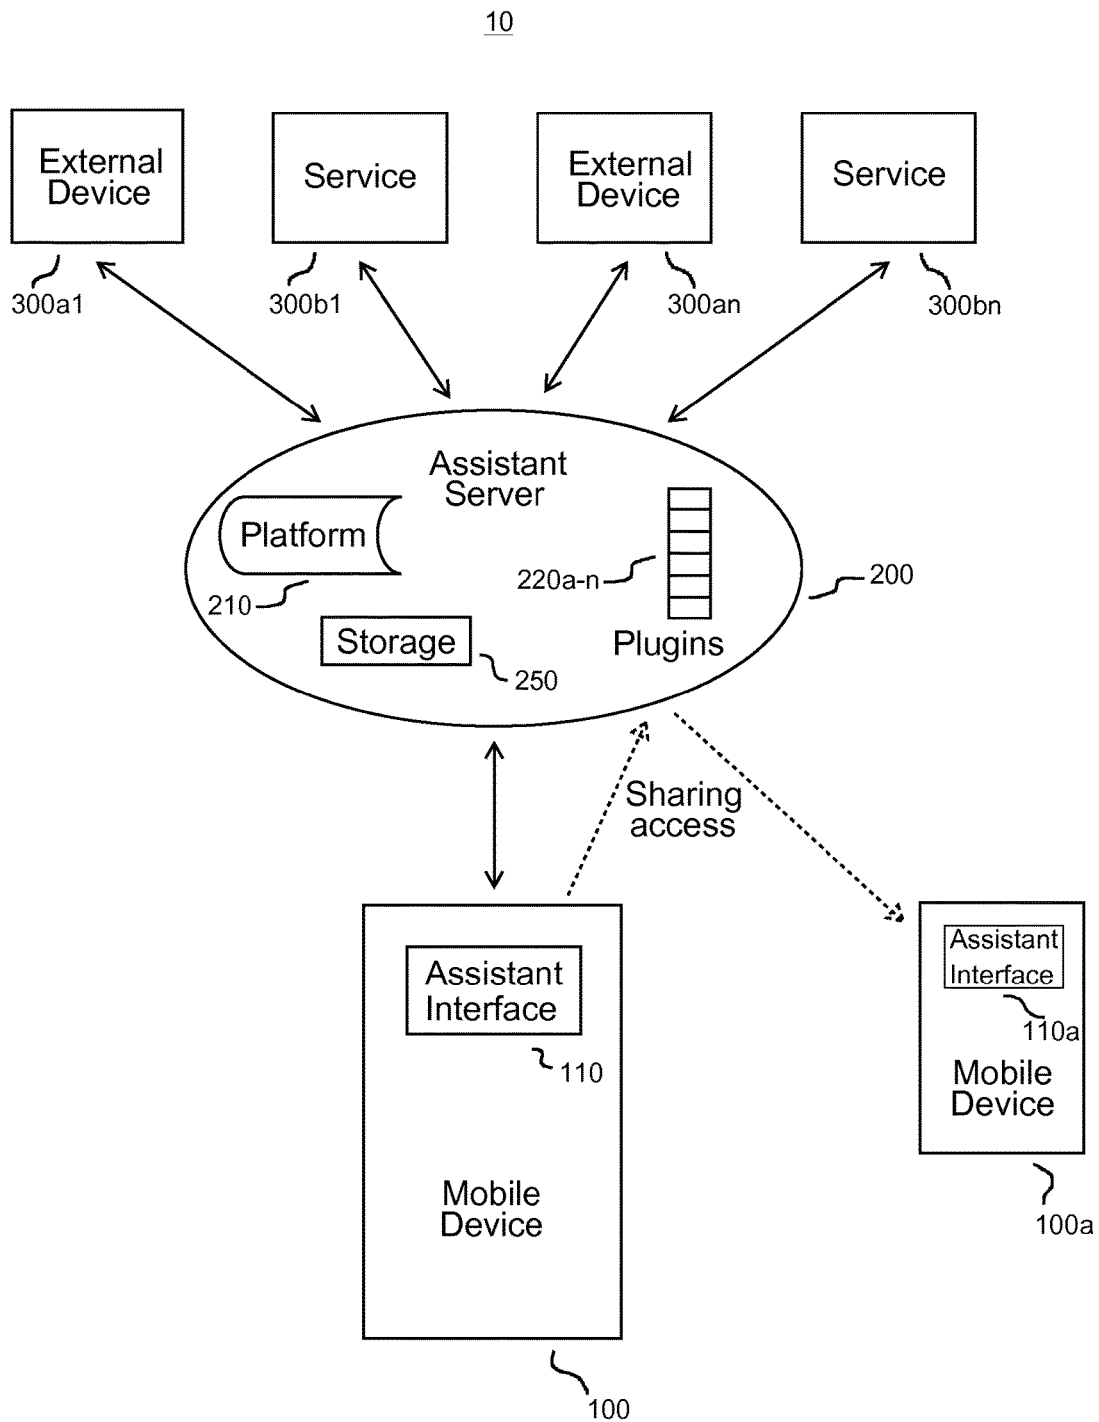 10
External
Device
Service
External
Device
Service
300a1
300b1
300an
300bn
Assistant
Server
Platform
210
220a-n
200
Storage
250
Plugins
Sharing
access
Assistant
Interface
110
Mobile
Device
100
Assistant
Interface
110a
Mobile
Device
100a